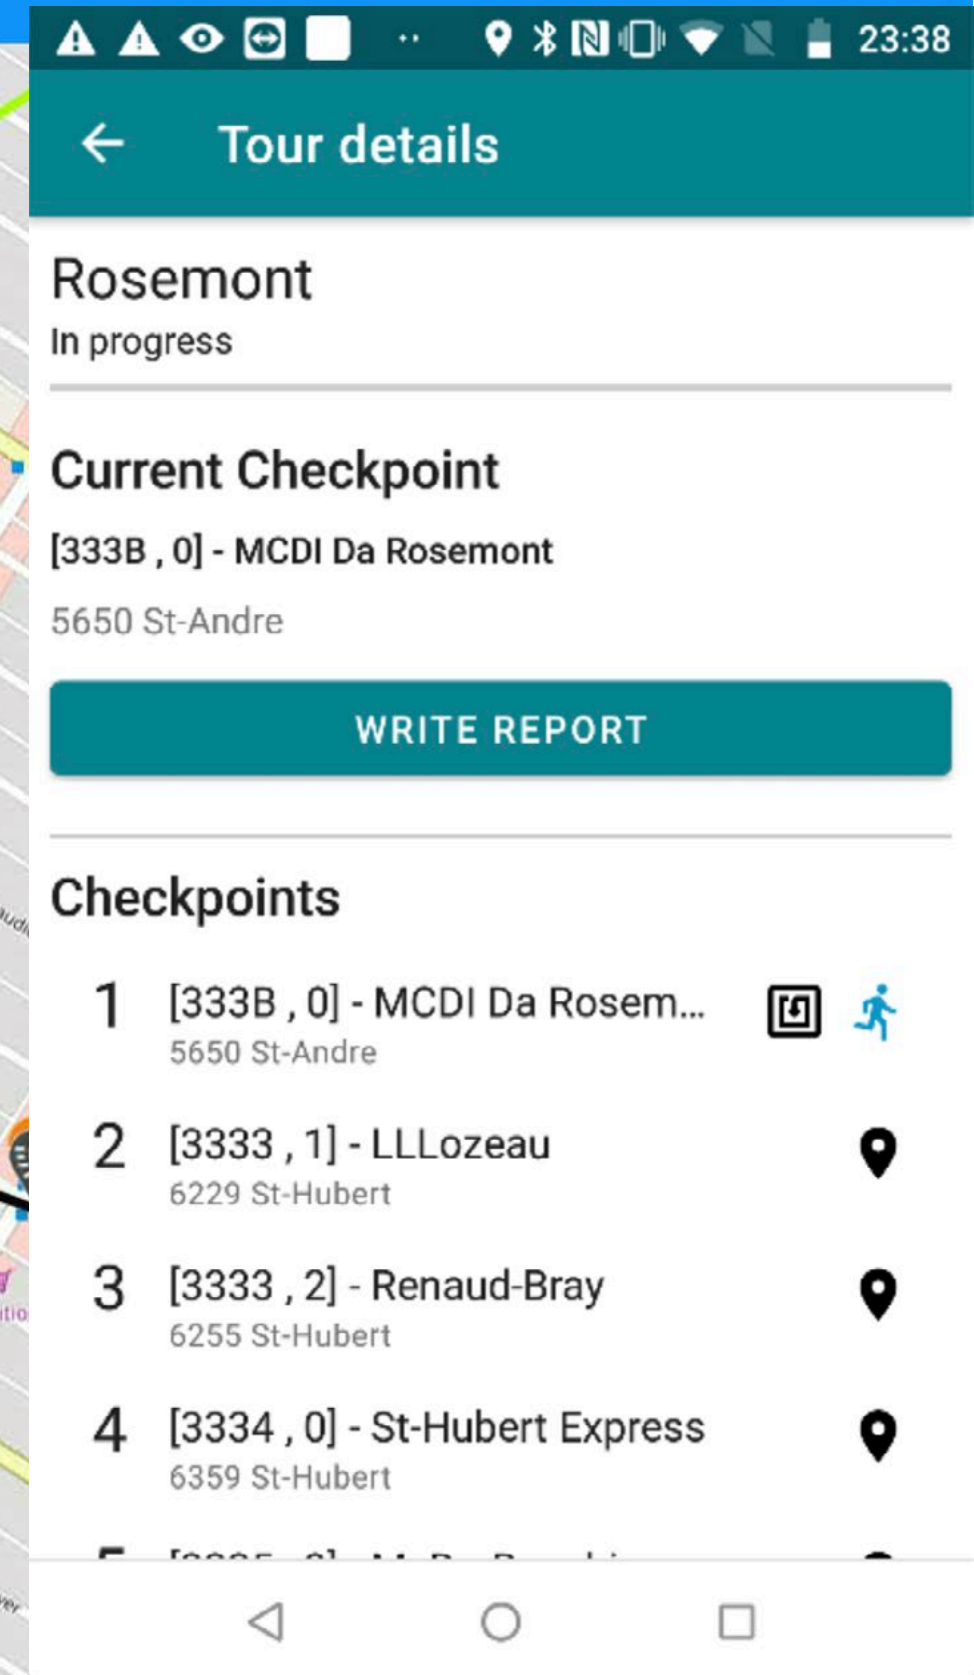 23:38
Tour details
Rosemont
In progress
Current Checkpoint
[333B , 0] - MCDI Da Rosemont
5650 St-Andre
WRITE REPORT
Checkpoints
1 [333B , 0] - MCDI Da Rosem...
5650 St-Andre
2 [3333 , 1] - LLLozeau
6229 St-Hubert
3 [3333 , 2] - Renaud-Bray
6255 St-Hubert
4 [3334 , 0] - St-Hubert Express
6359 St-Hubert